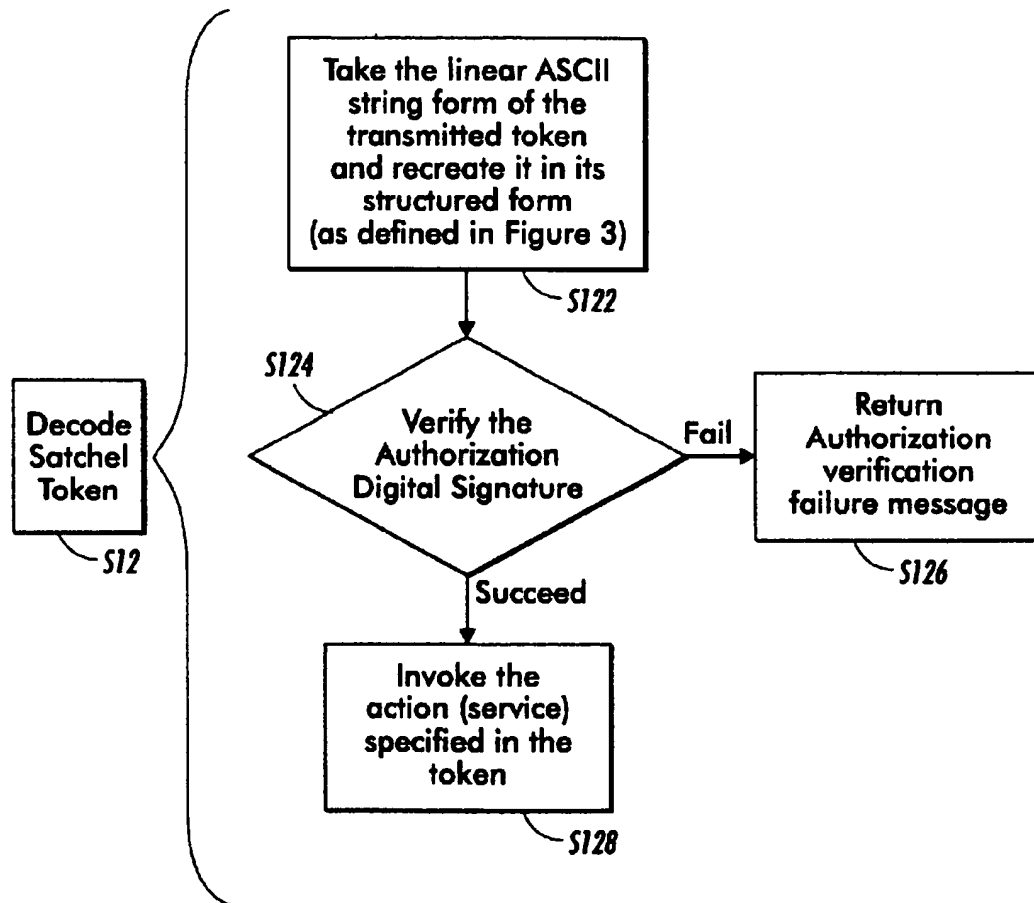 Take the linear ASCII
string form of the
transmitted token
and recreate it in its
structured form
(as defined in Figure 3)
S122
S124
Verify the
Authorization
Digital Signature
Fail
Return
Authorization
verification
failure message
S126
Decode
Satchel
Token
S12
Succeed
Invoke the
action (service)
specified in the
token
S128